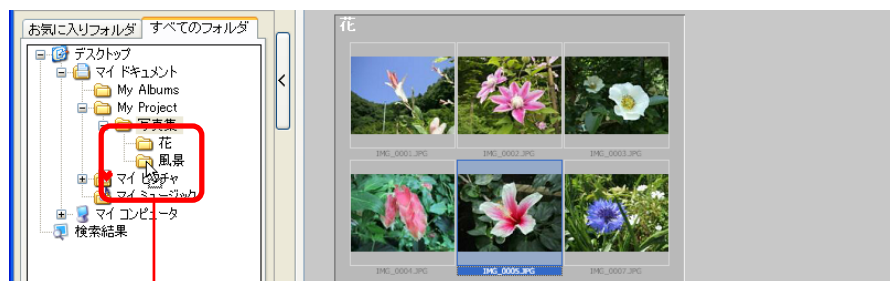 お気に入りフォルダ すべてのフォルダ
デスクトップ
マイ ドキュメント
My Albums
My Project
写真集
花
風景
マイ ピクチャ
マイ ミュージック
マイ コンピュータ
検索結果
<
花
IMG_0001.JPG IMG_0002.JPG IMG_0003.JPG
IMG_0004.JPG IMG_0005.JPG IMG_0007.JPG